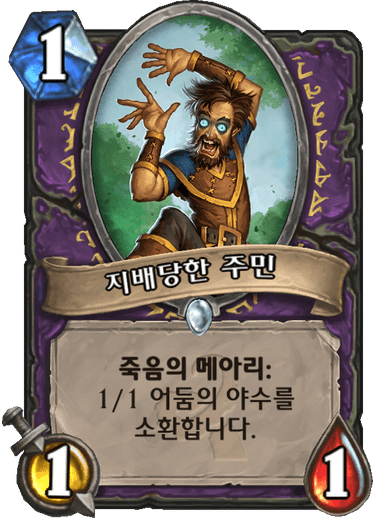 1
지배당한 주민
죽음의 메아리:
1/1 어둠의 야수를
소환합니다.
1
1